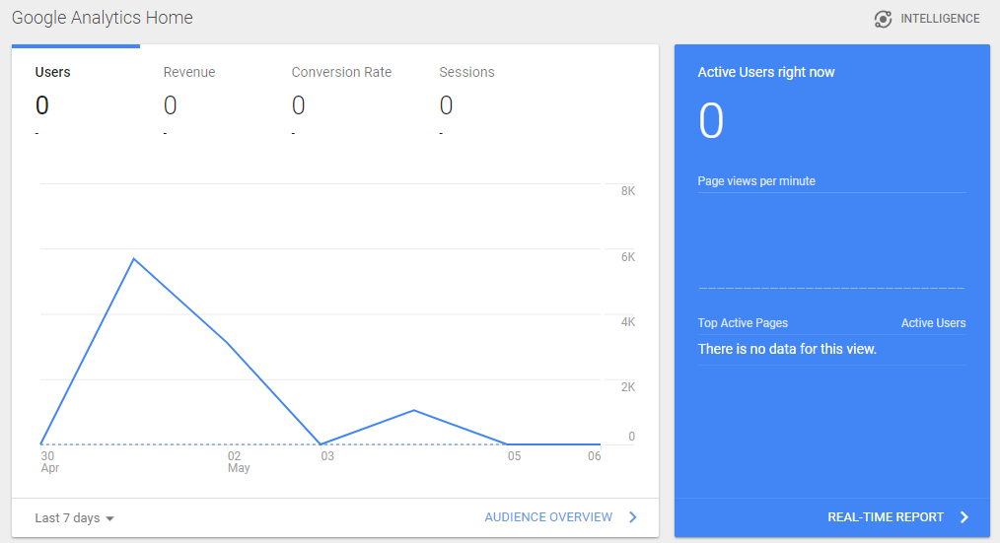 Google Analytics Home
INTELLIGENCE
Users Revenue Conversion Rate Sessions
0 0 0 0
- - - -
8K
6K
4K
2K
0
30 02 03 05 06
Apr May
Last 7 days
AUDIENCE OVERVIEW
Active Users right now
0
Page views per minute
Top Active Pages Active Users
There is no data for this view.
REAL-TIME REPORT